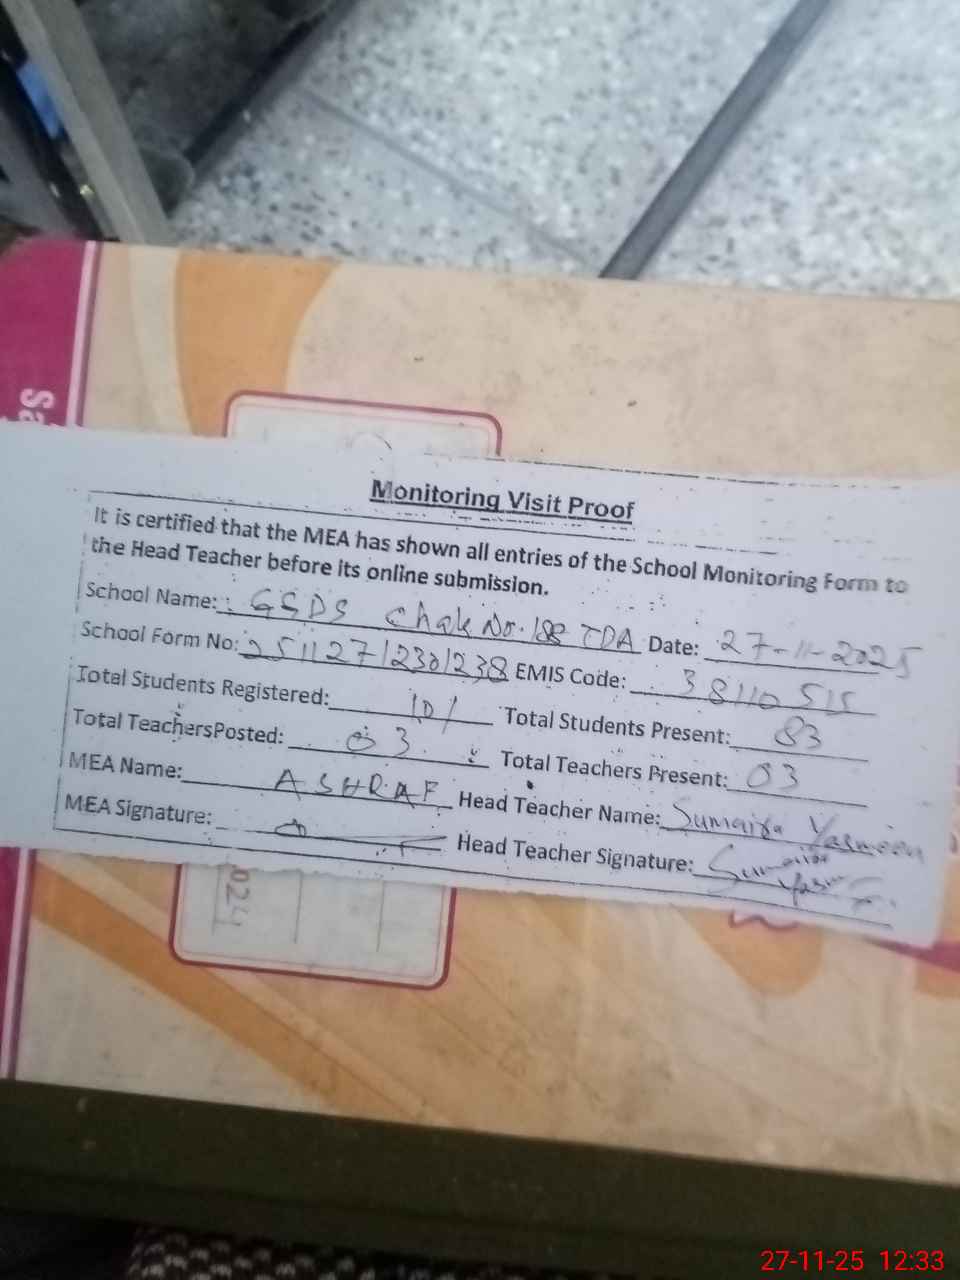 Sa
Monitoring Visit Proof
It is certified that the MEA has shown all entries of the School Monitoring Form to
the Head Teacher before its online submission.
School Name: GSDS Chak No. 188 TDA Date: 27-11-2025
School Form No: 25112712301238 EMIS Code: 38110515
Total Students Registered: 101 Total Students Present: 83
Total TeachersPosted: 03 Total Teachers Present: 03
MEA Name: ASHRAF Head Teacher Name: Sumaira Yasmeen
MEA Signature: Head Teacher Signature: Sumaira
024
27-11-25 12:33